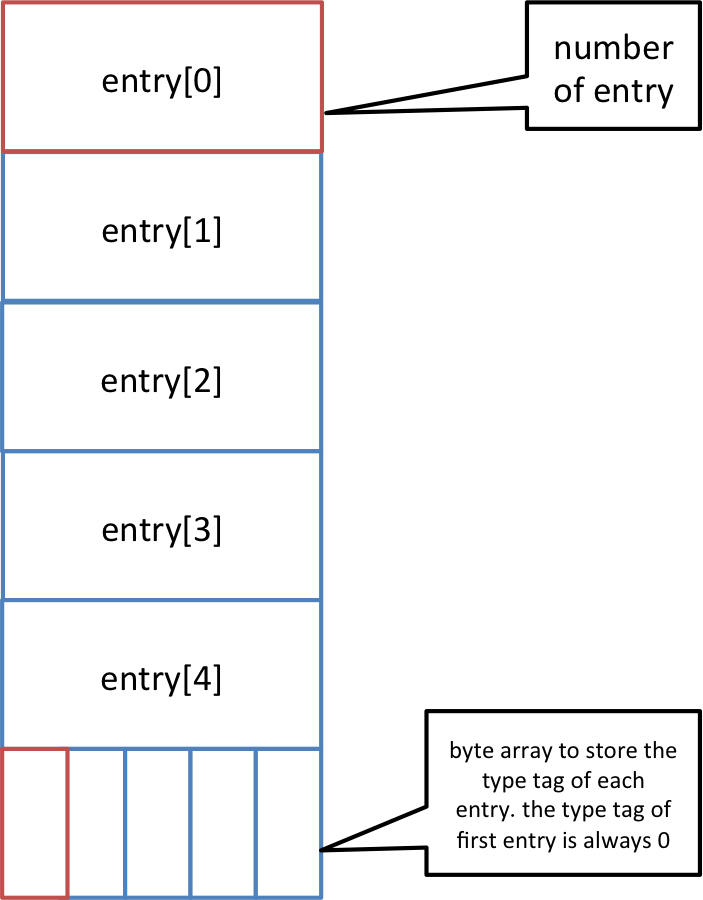 entry[0]
number
of entry
entry[1]
entry[2]
entry[3]
entry[4]
byte array to store the
type tag of each
entry. the type tag of
first entry is always 0